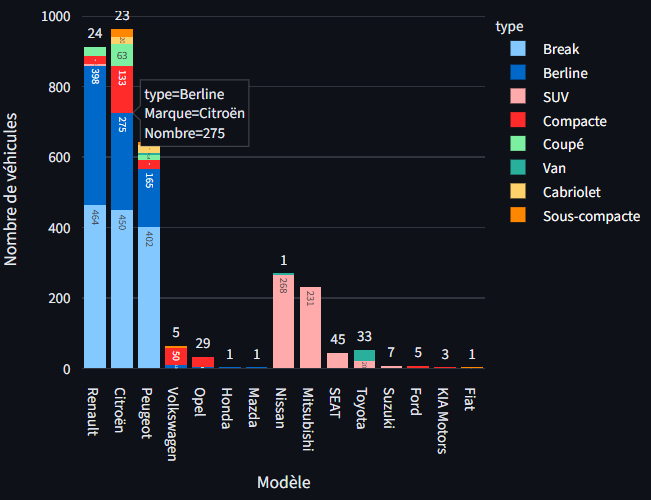 type
Break
Berline
SUV
Compacte
Coupé
Van
Cabriolet
Sous-compacte
Nombre de véhicules
1000
800
600
400
200
0
24
23
5
29
1
1
1
45
33
7
5
3
1
398
464
63
133
275
450
165
402
50
268
231
type=Berline
Marque=Citroën
Nombre=275
Renault
Citroën
Peugeot
Volkswagen
Opel
Honda
Mazda
Nissan
Mitsubishi
SEAT
Toyota
Suzuki
Ford
KIA Motors
Fiat
Modèle